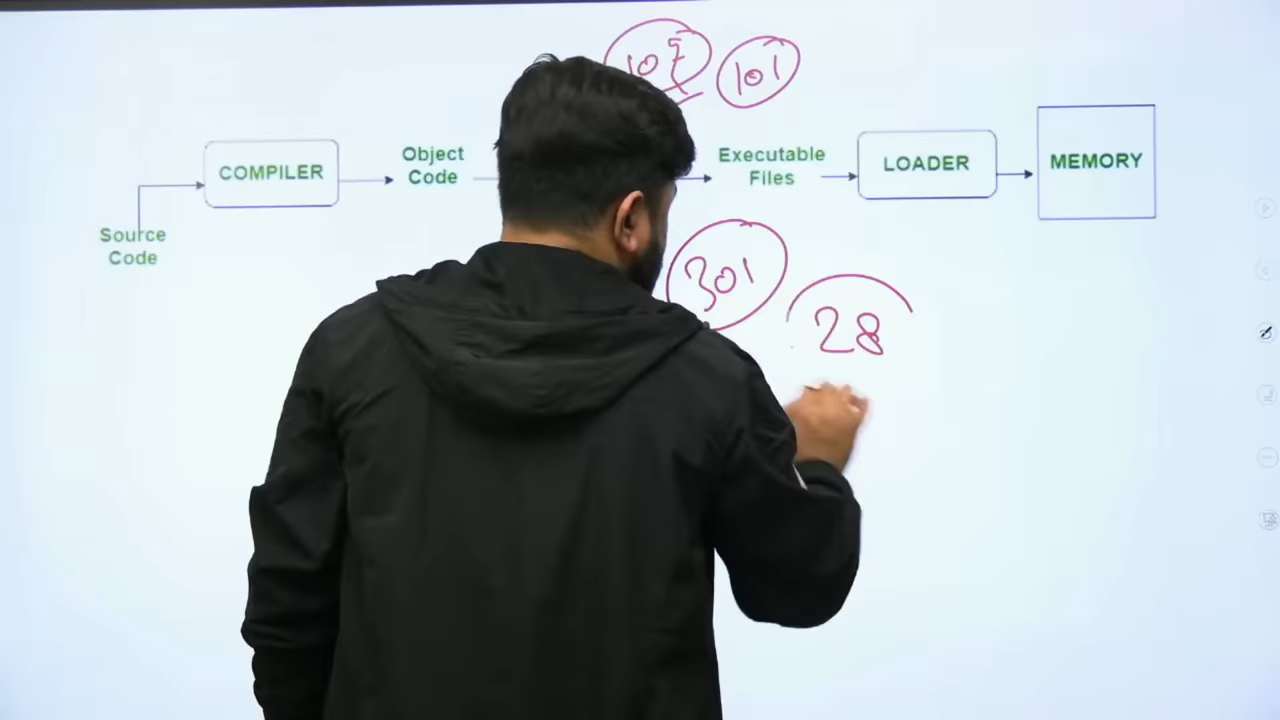 101
COMPILER
Object
Code
Executable
Files
LOADER
MEMORY
Source
Code
301
28